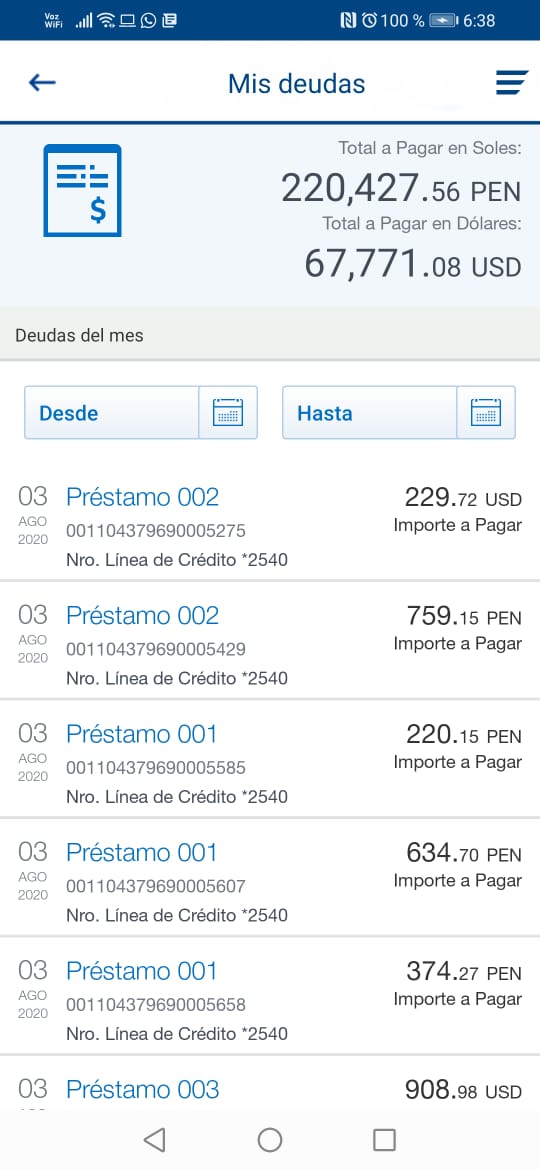 Voz
WiFi
100 %
6:38
Mis deudas
Total a Pagar en Soles:
220,427.56 PEN
Total a Pagar en Dólares:
67,771.08 USD
$
Deudas del mes
Desde
Hasta
03 AGO 2020
Préstamo 002
229.72 USD
001104379690005275
Importe a Pagar
Nro. Línea de Crédito *2540
03 AGO 2020
Préstamo 002
759.15 PEN
001104379690005429
Importe a Pagar
Nro. Línea de Crédito *2540
03 AGO 2020
Préstamo 001
220.15 PEN
001104379690005585
Importe a Pagar
Nro. Línea de Crédito *2540
03 AGO 2020
Préstamo 001
634.70 PEN
001104379690005607
Importe a Pagar
Nro. Línea de Crédito *2540
03 AGO 2020
Préstamo 001
374.27 PEN
001104379690005658
Importe a Pagar
Nro. Línea de Crédito *2540
03
Préstamo 003
908.98 USD